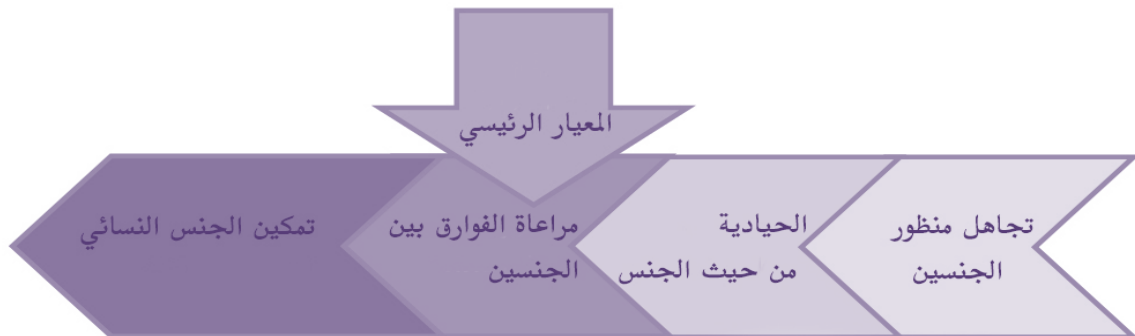 المعيار الرئيسي
تجاهل منظور
الجنسين
الحيادية
من حيث الجنس
مراعاة الفوارق بين
الجنسين
تمكين الجنس النسائي